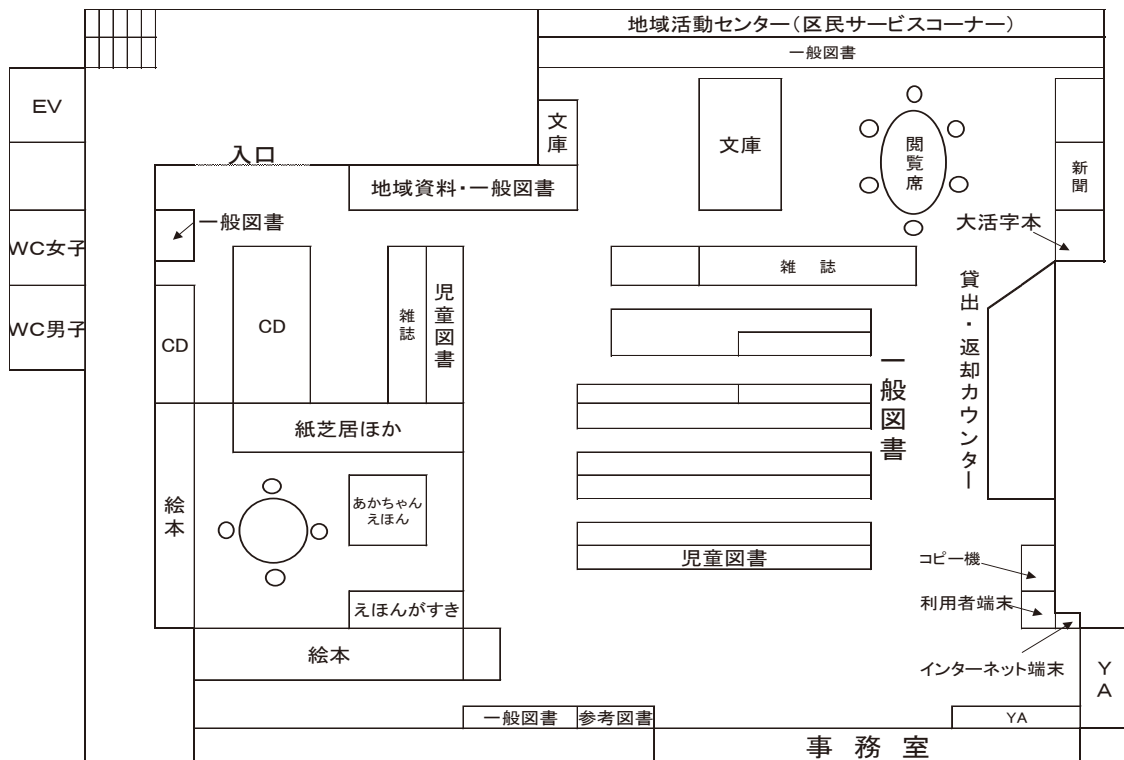 地域活動センター(区民サービスコーナー)
一般図書
EV
文庫
文庫
閲覧席
新聞
入口
地域資料・一般図書
一般図書
大活字本
WC女子
雑 誌
WC男子
CD
CD
雑誌
児童図書
貸出・返却カウンター
一般図書
紙芝居ほか
絵本
あかちゃん
えほん
児童図書
コピー機
えほんがすき
利用者端末
絵本
インターネット端末
YA
一般図書
参考図書
YA
事 務 室